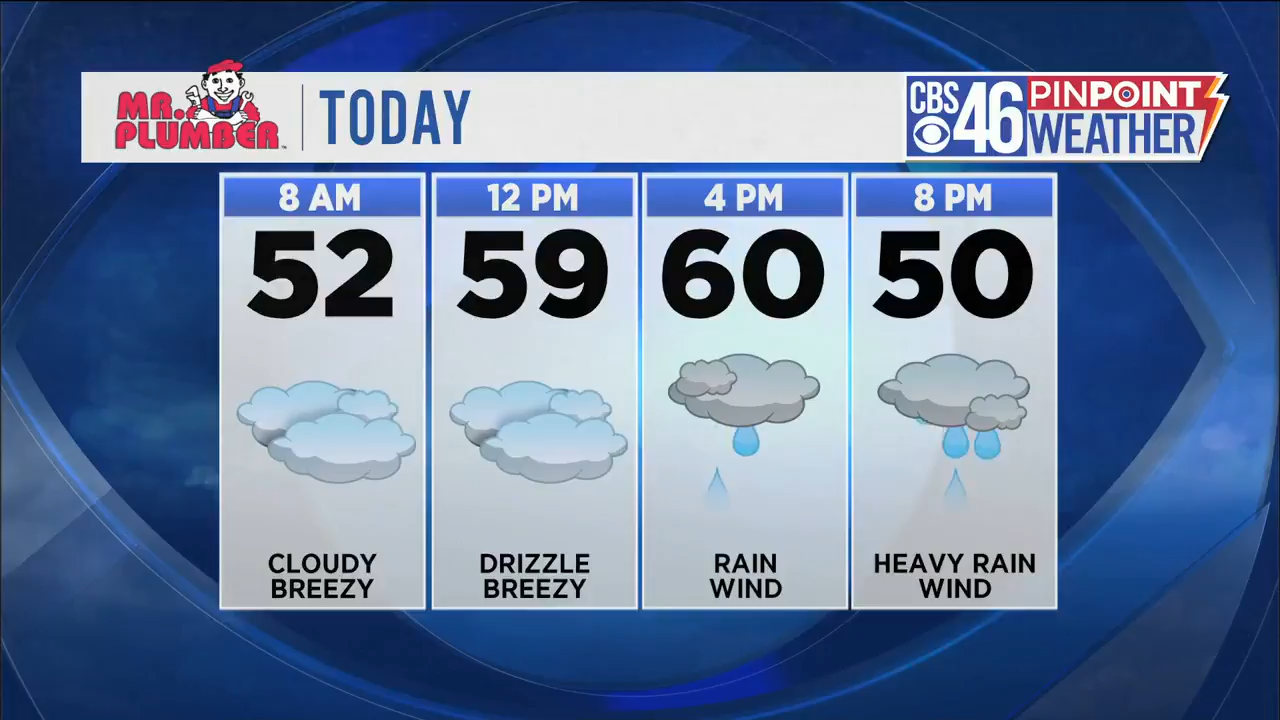 MR. PLUMBER™
TODAY
CBS 46 PINPOINT WEATHER
8 AM
52
CLOUDY
BREEZY
12 PM
59
DRIZZLE
BREEZY
4 PM
60
RAIN
WIND
8 PM
50
HEAVY RAIN
WIND